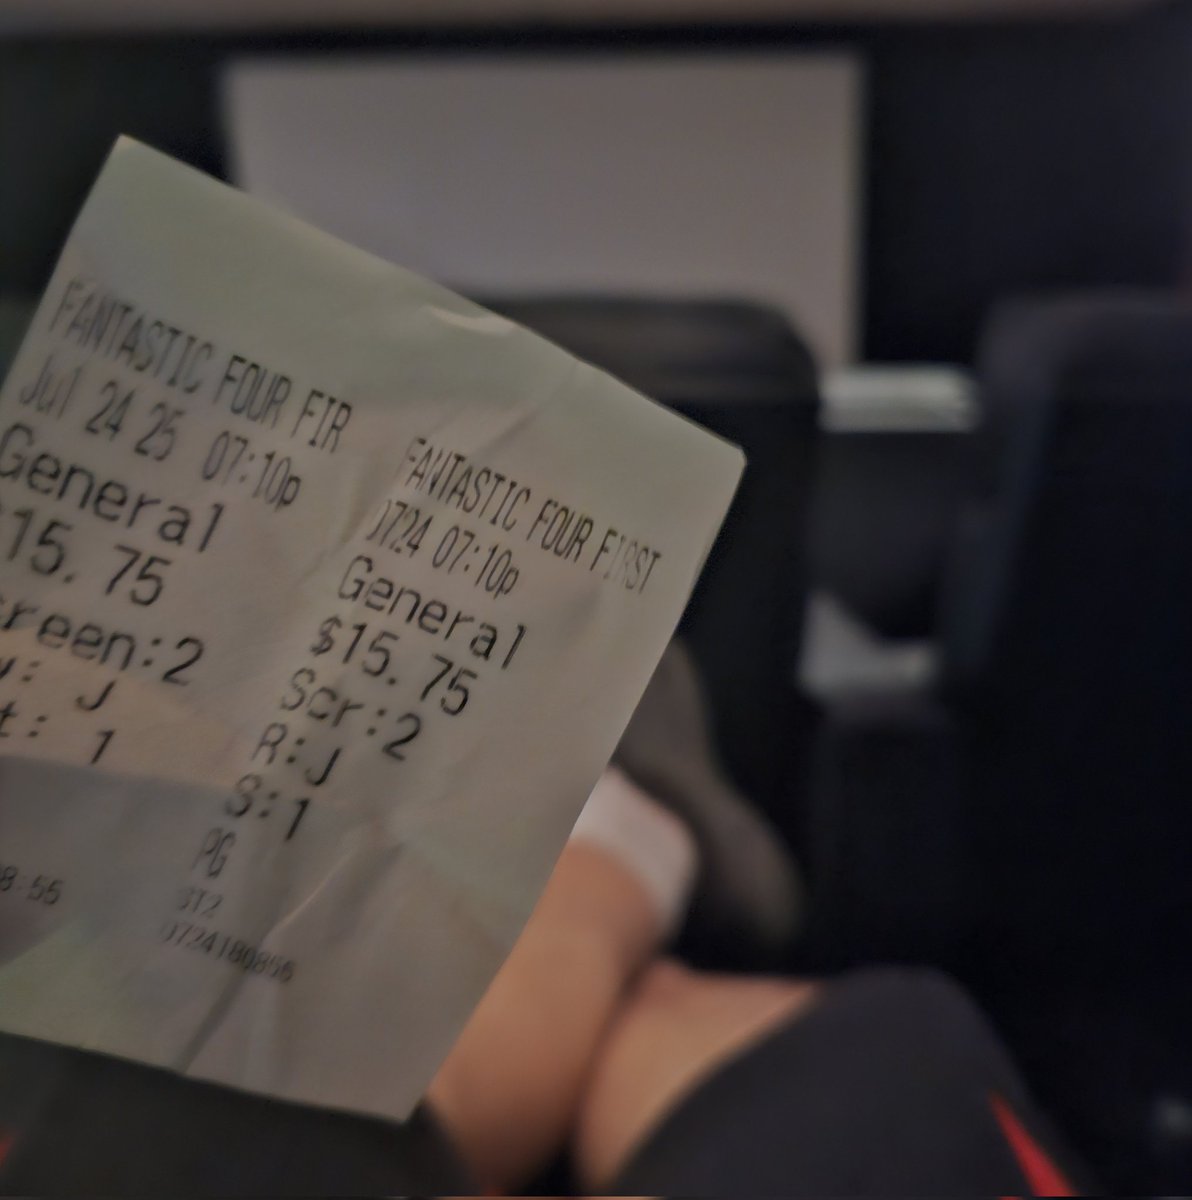 FANTASTIC FOUR FIR
Jul 24 25 07:10p
General
15.75
reen:2
J
1
8:55
FANTASTIC FOUR FIRST
0724 07:10p
General
$15.75
Scr:2
R:J
S:1
PG
ST2
0724180856